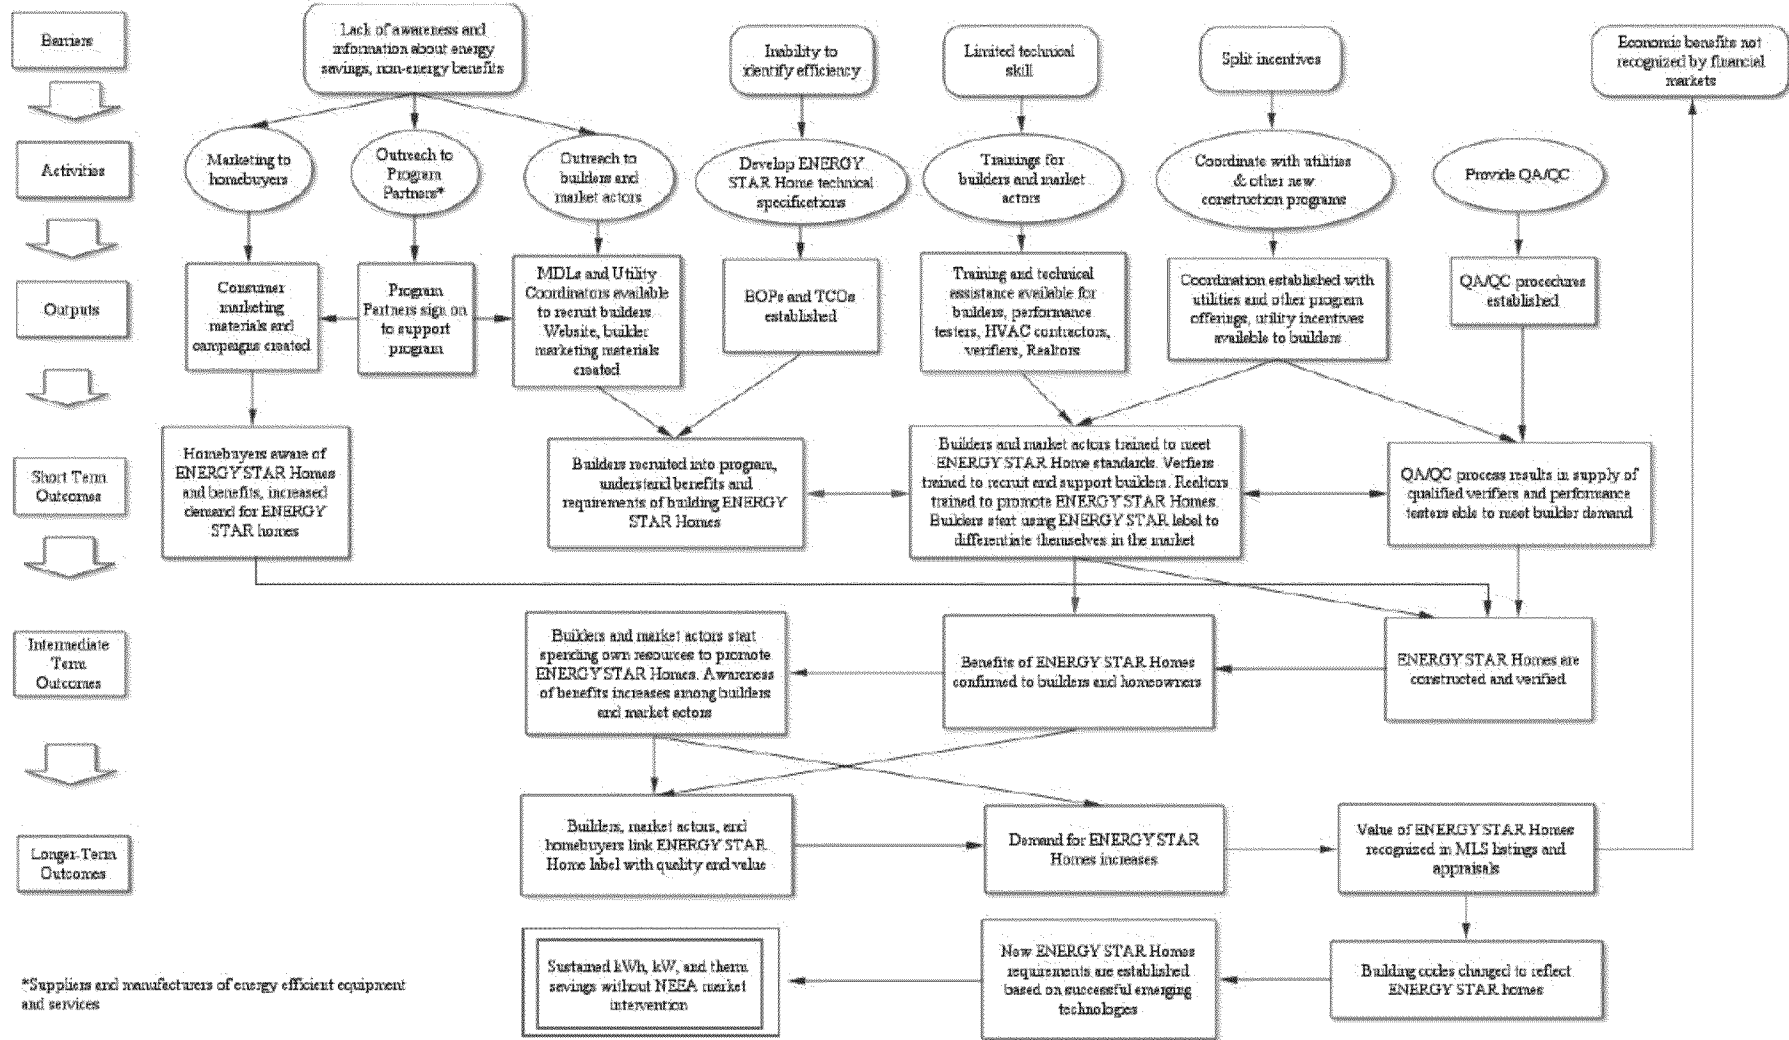 Barriers
Lack of awareness and
information about energy
savings, non-energy benefits
Inability to
identify efficiency
Limited technical
skill
Split incentives
Economic benefits not
recognized by financial
markets
Activities
Marketing to
homebuyers
Outreach to
Program
Partners*
Outreach to
builders and
market actors
Develop ENERGY
STAR Home technical
specifications
Trainings for
builders and market
actors
Coordinate with utilities
& other new
construction programs
Provide QA/QC
Outputs
Consumer
marketing
materials and
campaigns created
Program
Partners sign on
to support
program
MDLs and Utility
Coordinators available
to recruit builders.
Website, builder
marketing materials
created
BOPs and TCOs
established
Training and technical
assistance available for
builders, performance
testers, HVAC contractors,
verifiers, Realtors
Coordination established with
utilities and other program
offerings, utility incentives
available to builders
QA/QC procedures
established
Short Term
Outcomes
Homebuyers aware of
ENERGY STAR Homes
and benefits, increased
demand for ENERGY
STAR homes
Builders recruited into program,
understand benefits and
requirements of building ENERGY
STAR Homes
Builders and market actors trained to meet
ENERGY STAR Home standards. Verifiers
trained to recruit and support builders. Realtors
trained to promote ENERGY STAR Homes.
Builders start using ENERGY STAR label to
differentiate themselves in the market
QA/QC process results in supply of
qualified verifiers and performance
testers able to meet builder demand
Intermediate
Term
Outcomes
Builders and market actors start
spending own resources to promote
ENERGY STAR Homes. Awareness
of benefits increases among builders
and market actors
Benefits of ENERGY STAR Homes
confirmed to builders and homeowners
ENERGY STAR Homes are
constructed and verified
Longer-Term
Outcomes
Builders, market actors, and
homebuyers link ENERGY STAR
Home label with quality and value
Demand for ENERGY STAR
Homes increases
Value of ENERGY STAR Homes
recognized in MLS listings and
appraisals
Sustained kWh, kW, and therm
savings without NEEA market
intervention
New ENERGY STAR Homes
requirements are established
based on successful emerging
technologies
Building codes changed to reflect
ENERGY STAR homes
*Suppliers and manufacturers of energy efficient equipment
and services